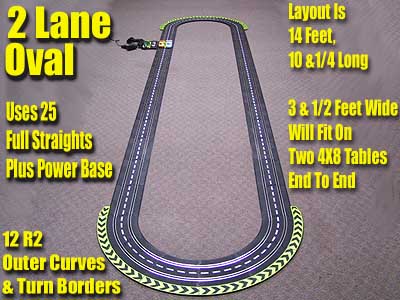 2 Lane
Oval
Uses 25
Full Straights
Plus Power Base
12 R2
Outer Curves
& Turn Borders
Layout Is
14 Feet,
10 &1/4 Long
3 & 1/2 Feet Wide
Will Fit On
Two 4X8 Tables
End To End